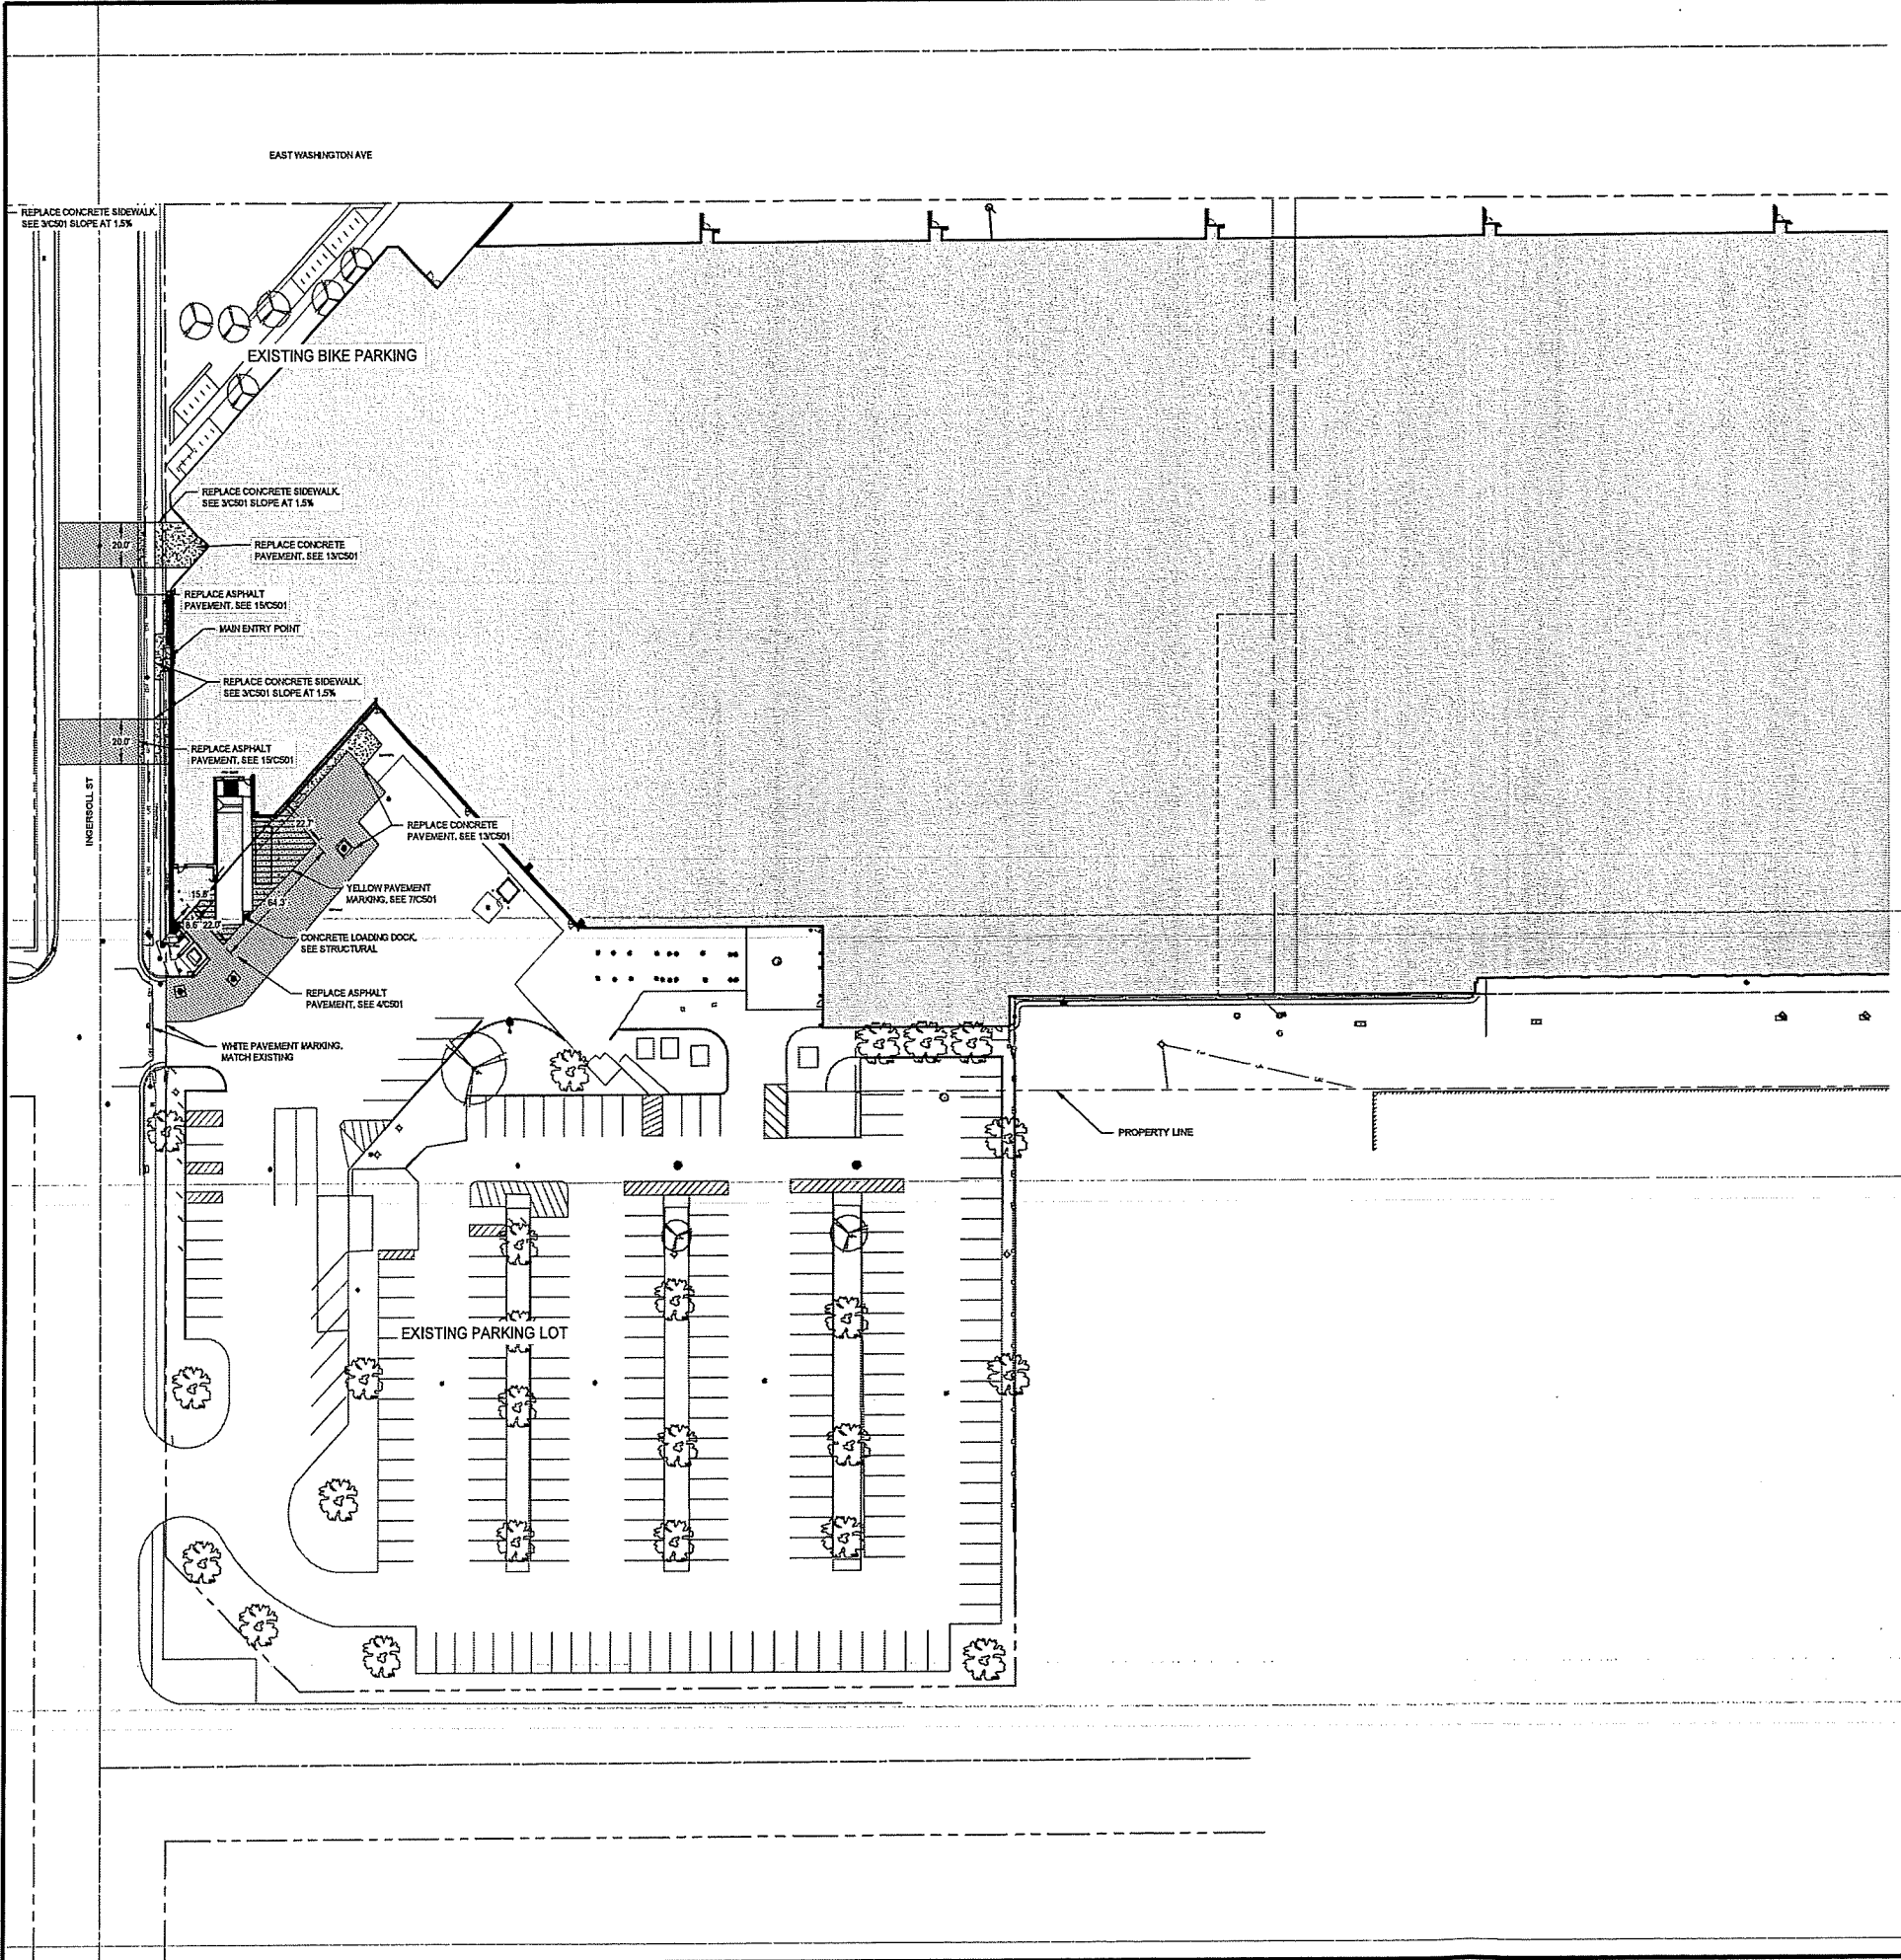 EAST WASHINGTON AVE
REPLACE CONCRETE SIDEWALK.
SEE 3/C501 SLOPE AT 1.5%
EXISTING BIKE PARKING
REPLACE CONCRETE SIDEWALK.
SEE 3/C501 SLOPE AT 1.5%
20.0'
REPLACE CONCRETE
PAVEMENT. SEE 13/C501
REPLACE ASPHALT
PAVEMENT. SEE 15/C501
MAIN ENTRY POINT
REPLACE CONCRETE SIDEWALK.
SEE 3/C501 SLOPE AT 1.5%
20.0'
REPLACE ASPHALT
PAVEMENT. SEE 15/C501
INGERSOLL ST
22.7'
REPLACE CONCRETE
PAVEMENT. SEE 13/C501
YELLOW PAVEMENT
MARKING, SEE 7/C501
15.8'
64.3'
22.0'
CONCRETE LOADING DOCK.
SEE STRUCTURAL
REPLACE ASPHALT
PAVEMENT, SEE 4/C501
WHITE PAVEMENT MARKING,
MATCH EXISTING
PROPERTY LINE
EXISTING PARKING LOT